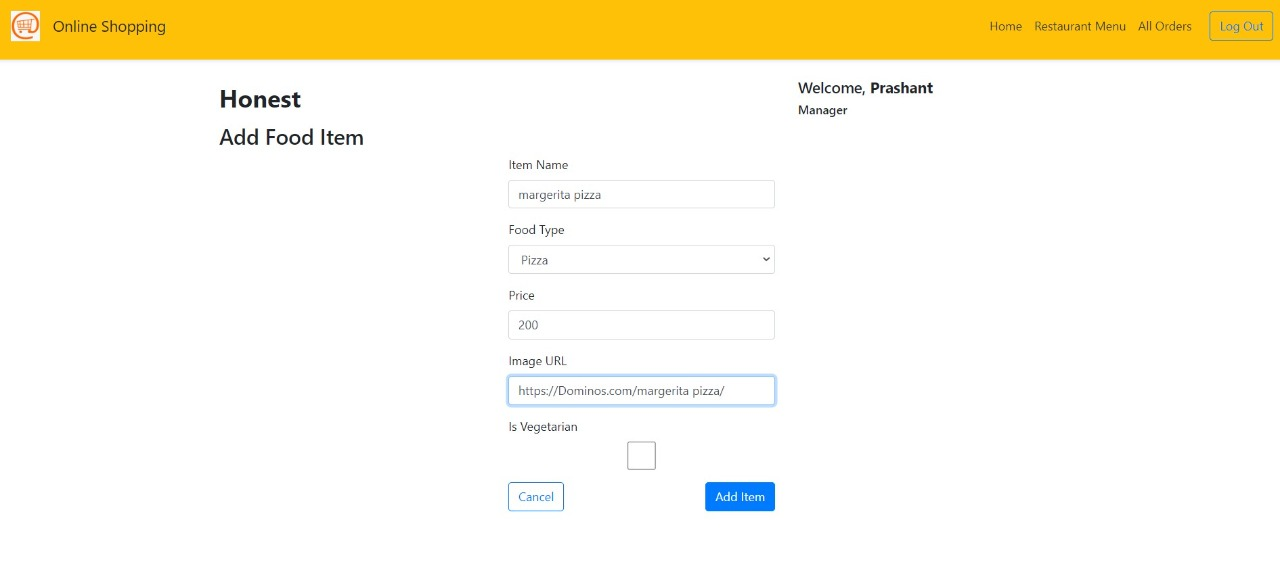 Online Shopping
Home Restaurant Menu All Orders Log Out
Honest
Welcome, Prashant
Manager
Add Food Item
Item Name
margerita pizza
Food Type
Pizza
Price
200
Image URL
https://Dominos.com/margerita pizza/
Is Vegetarian
Cancel Add Item